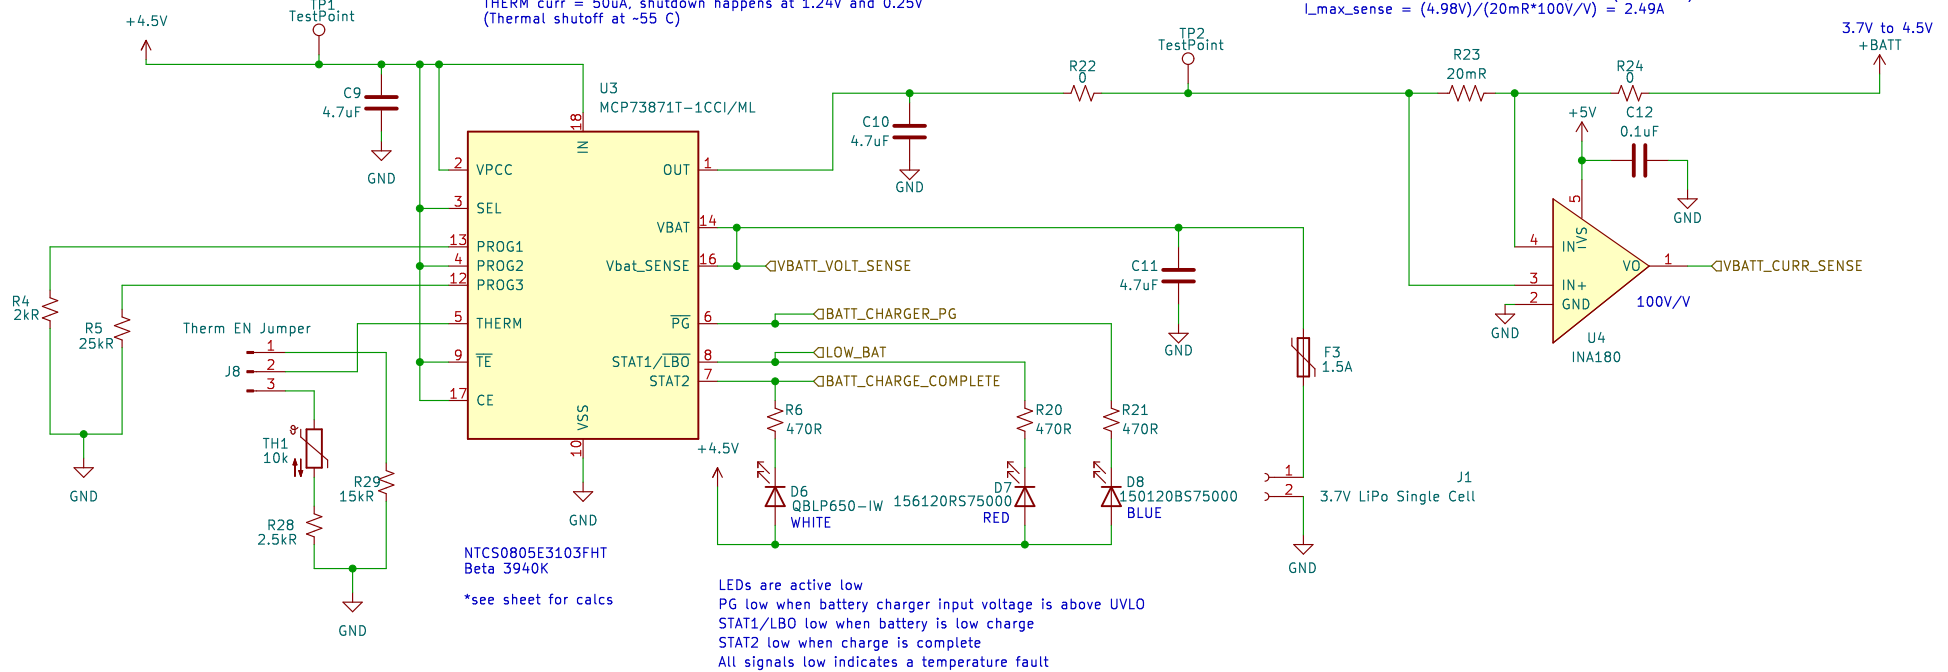 THERM curr = 50uA, shutdown happens at 1.24V and 0.25V
(Thermal shutoff at ~55 C)
I_max_sense = (4.98V)/(20mR*100V/V) = 2.49A
3.7V to 4.5V
+BATT
+4.5V
TP1
TestPoint
C9
4.7uF
GND
U3
MCP73871T-1CCI/ML
18
IN
2
VPCC
3
SEL
13
PROG1
4
PROG2
12
PROG3
5
THERM
9
TE
17
CE
10
VSS
GND
OUT
1
VBAT
14
Vbat_SENSE
16
PG
6
STAT1/LBO
8
STAT2
7
R4
2kR
R5
25kR
GND
Therm EN Jumper
J8
1
2
3
TH1
10k
R29
15kR
R28
2.5kR
GND
NTCS0805E3103FHT
Beta 3940K
*see sheet for calcs
C10
4.7uF
GND
R22
0
TP2
TestPoint
R23
20mR
R24
0
+5V
C12
0.1uF
GND
5
VS
4
IN-
3
IN+
2
GND
GND
VO
1
VBATT_CURR_SENSE
100V/V
U4
INA180
VBATT_VOLT_SENSE
C11
4.7uF
GND
BATT_CHARGER_PG
LOW_BAT
BATT_CHARGE_COMPLETE
F3
1.5A
R6
470R
R20
470R
R21
470R
+4.5V
D6
QBLP650-IW
WHITE
D7
156120RS75000
RED
D8
150120BS75000
BLUE
1
2
J1
3.7V LiPo Single Cell
GND
LEDs are active low
PG low when battery charger input voltage is above UVLO
STAT1/LBO low when battery is low charge
STAT2 low when charge is complete
All signals low indicates a temperature fault